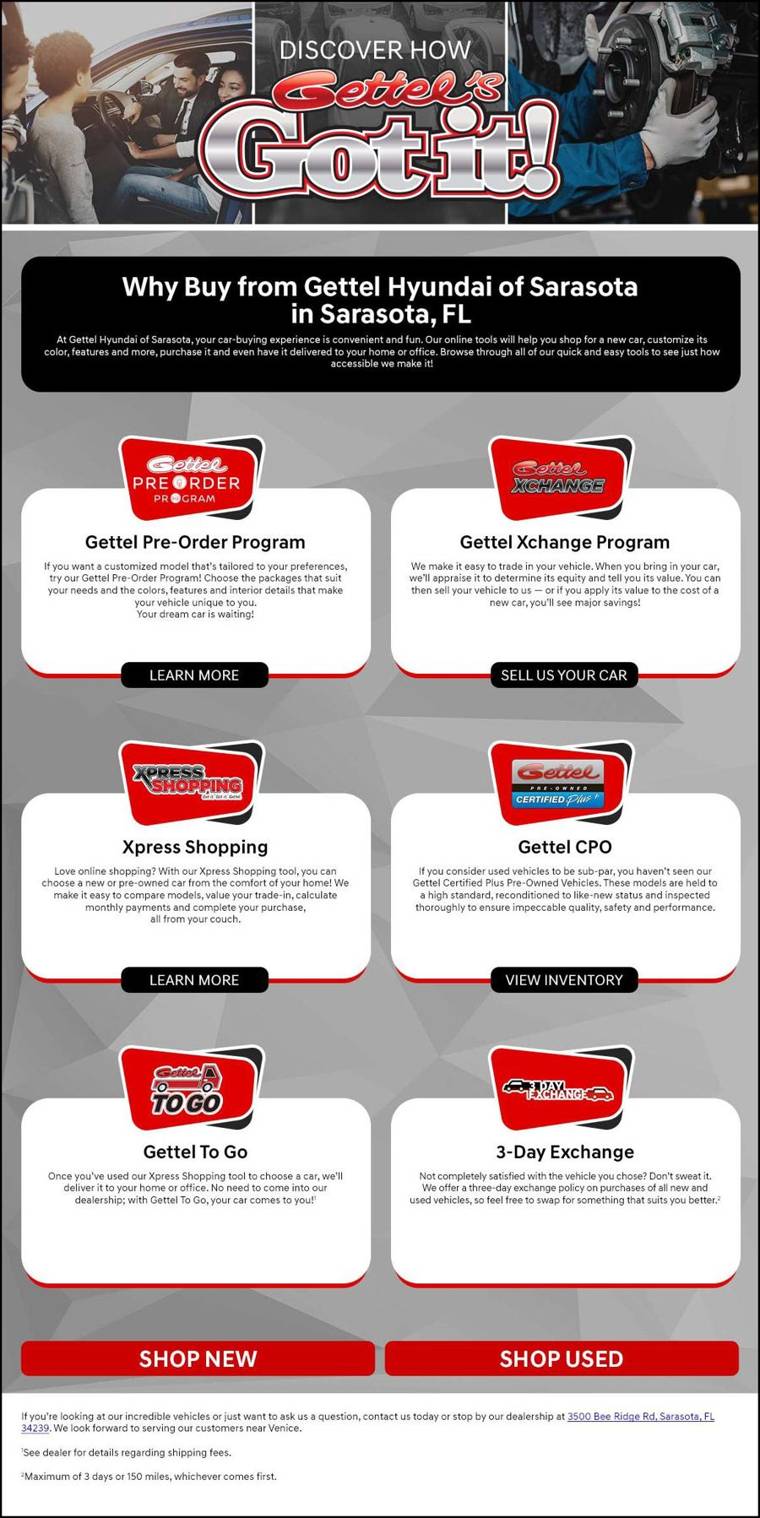 DISCOVER HOW
Gettel's
Got it!
Why Buy from Gettel Hyundai of Sarasota
in Sarasota, FL
At Gettel Hyundai of Sarasota, your car-buying experience is convenient and fun. Our online tools will help you shop for a new car, customize its
color, features and more, purchase it and even have it delivered to your home or office. Browse through all of our quick and easy tools to see just how
accessible we make it!
Gettel
PREORDER
PROGRAM
Gettel Pre-Order Program
If you want a customized model that's tailored to your preferences,
try our Gettel Pre-Order Program! Choose the packages that suit
your needs and the colors, features and interior details that make
your vehicle unique to you.
Your dream car is waiting!
LEARN MORE
Gettel
XCHANGE
Gettel Xchange Program
We make it easy to trade in your vehicle. When you bring in your car,
we'll appraise it to determine its equity and tell you its value. You can
then sell your vehicle to us — or if you apply its value to the cost of a
new car, you'll see major savings!
SELL US YOUR CAR
XPRESS
SHOPPING
Xpress Shopping
Love online shopping? With our Xpress Shopping tool, you can
choose a new or pre-owned car from the comfort of your home! We
make it easy to compare models, value your trade-in, calculate
monthly payments and complete your purchase,
all from your couch.
LEARN MORE
Gettel
PRE-OWNED
CERTIFIED Plus+
Gettel CPO
If you consider used vehicles to be sub-par, you haven't seen our
Gettel Certified Plus Pre-Owned Vehicles. These models are held to
a high standard, reconditioned to like-new status and inspected
thoroughly to ensure impeccable quality, safety and performance.
VIEW INVENTORY
Gettel
TO GO
Gettel To Go
Once you've used our Xpress Shopping tool to choose a car, we'll
deliver it to your home or office. No need to come into our
dealership; with Gettel To Go, your car comes to you!¹
3 DAY
EXCHANGE
3-Day Exchange
Not completely satisfied with the vehicle you chose? Don't sweat it.
We offer a three-day exchange policy on purchases of all new and
used vehicles, so feel free to swap for something that suits you better.²
SHOP NEW
SHOP USED
If you're looking at our incredible vehicles or just want to ask us a question, contact us today or stop by our dealership at 3500 Bee Ridge Rd, Sarasota, FL
34239. We look forward to serving our customers near Venice.
¹See dealer for details regarding shipping fees.
²Maximum of 3 days or 150 miles, whichever comes first.